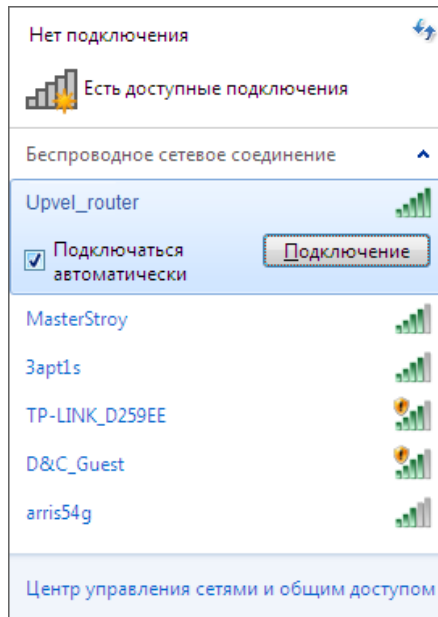 Нет подключения
Есть доступные подключения
Беспроводное сетевое соединение
Upvel_router
Подключаться
автоматически
Подключение
MasterStroy
3apt1s
TP-LINK_D259EE
D&C_Guest
arris54g
Центр управления сетями и общим доступом